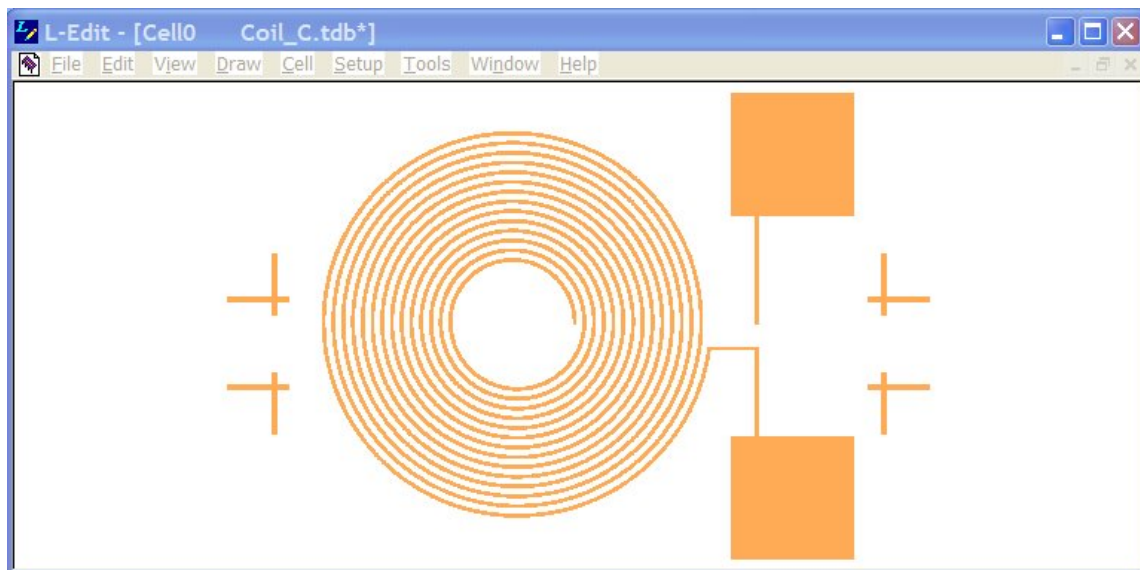 L-Edit - [Cell0 Coil_C.tdb*]
File Edit View Draw Cell Setup Tools Window Help